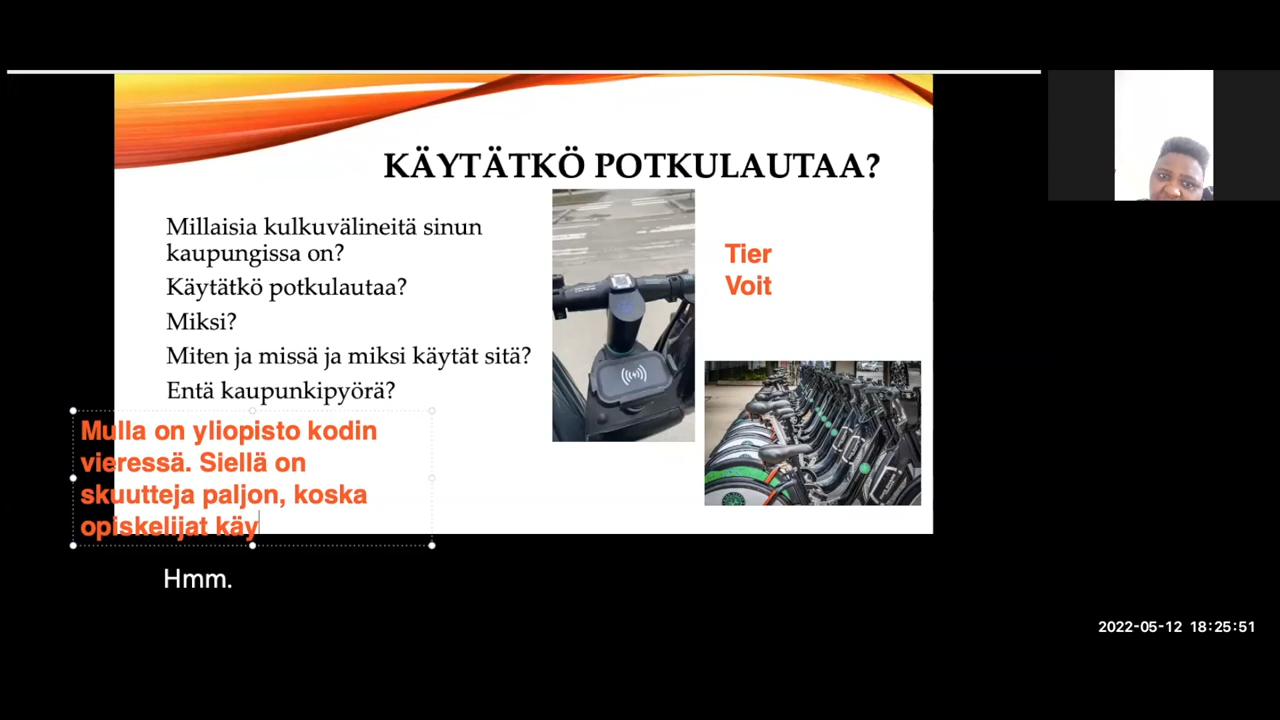 KÄYTÄTKÖ POTKULAUTAA?
Millaisia kulkuvälineitä sinun
kaupungissa on?
Käytätkö potkulautaa?
Miksi?
Miten ja missä ja miksi käytät sitä?
Entä kaupunkipyörä?
Tier
Voit
Mulla on yliopisto kodin
vieressä. Siellä on
skuutteja paljon, koska
opiskelijat käy
Hmm.
2022-05-12 18:25:51